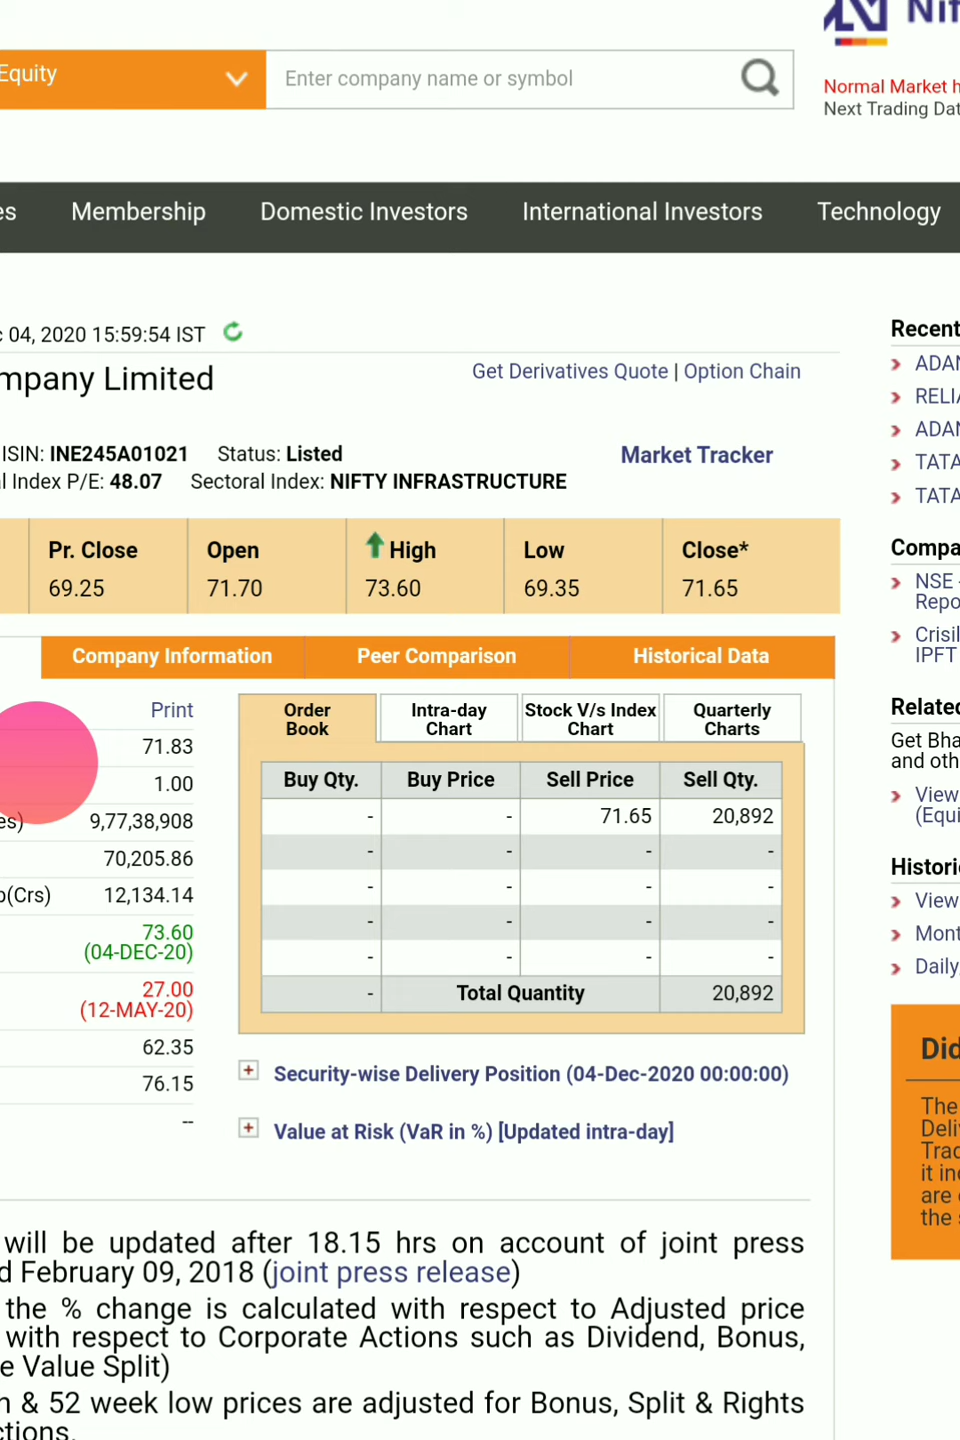 Nif
Equity
Enter company name or symbol
Normal Market h
Next Trading Dat
es Membership Domestic Investors International Investors Technology
c 04, 2020 15:59:54 IST
mpany Limited
Get Derivatives Quote | Option Chain
ISIN: INE245A01021 Status: Listed
Market Tracker
l Index P/E: 48.07 Sectoral Index: NIFTY INFRASTRUCTURE
Pr. Close Open High Low Close*
69.25 71.70 73.60 69.35 71.65
Company Information Peer Comparison Historical Data
Print
71.83
1.00
es) 9,77,38,908
70,205.86
p(Crs) 12,134.14
73.60
(04-DEC-20)
27.00
(12-MAY-20)
62.35
76.15
--
Order
Book
Intra-day
Chart
Stock V/s Index
Chart
Quarterly
Charts
Buy Qty. Buy Price Sell Price Sell Qty.
- - 71.65 20,892
- - - -
- - - -
- - - -
- - - -
- Total Quantity 20,892
Security-wise Delivery Position (04-Dec-2020 00:00:00)
Value at Risk (VaR in %) [Updated intra-day]
will be updated after 18.15 hrs on account of joint press
d February 09, 2018 (joint press release)
the % change is calculated with respect to Adjusted price
with respect to Corporate Actions such as Dividend, Bonus,
e Value Split)
h & 52 week low prices are adjusted for Bonus, Split & Rights
ctions.
Recent
ADAN
RELIA
ADAN
TATA
TATA
Compa
NSE -
Repo
Crisil
IPFT
Related
Get Bha
and oth
View
(Equi
Histori
View
Mont
Daily
Did
The
Deliv
Trad
it inc
are c
the s